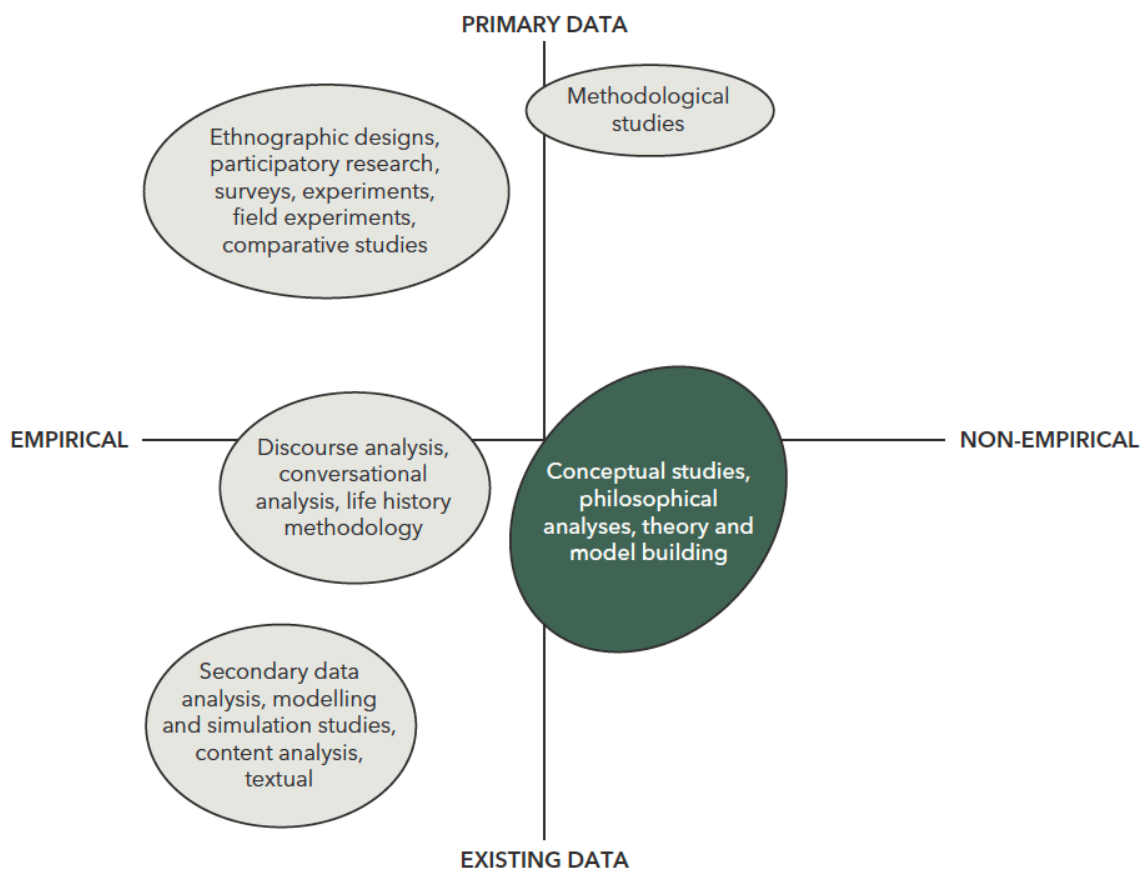 PRIMARY DATA
Methodological
studies
Ethnographic designs,
participatory research,
surveys, experiments,
field experiments,
comparative studies
EMPIRICAL
NON-EMPIRICAL
Discourse analysis,
conversational
analysis, life history
methodology
Conceptual studies,
philosophical
analyses, theory and
model building
Secondary data
analysis, modelling
and simulation studies,
content analysis,
textual
EXISTING DATA